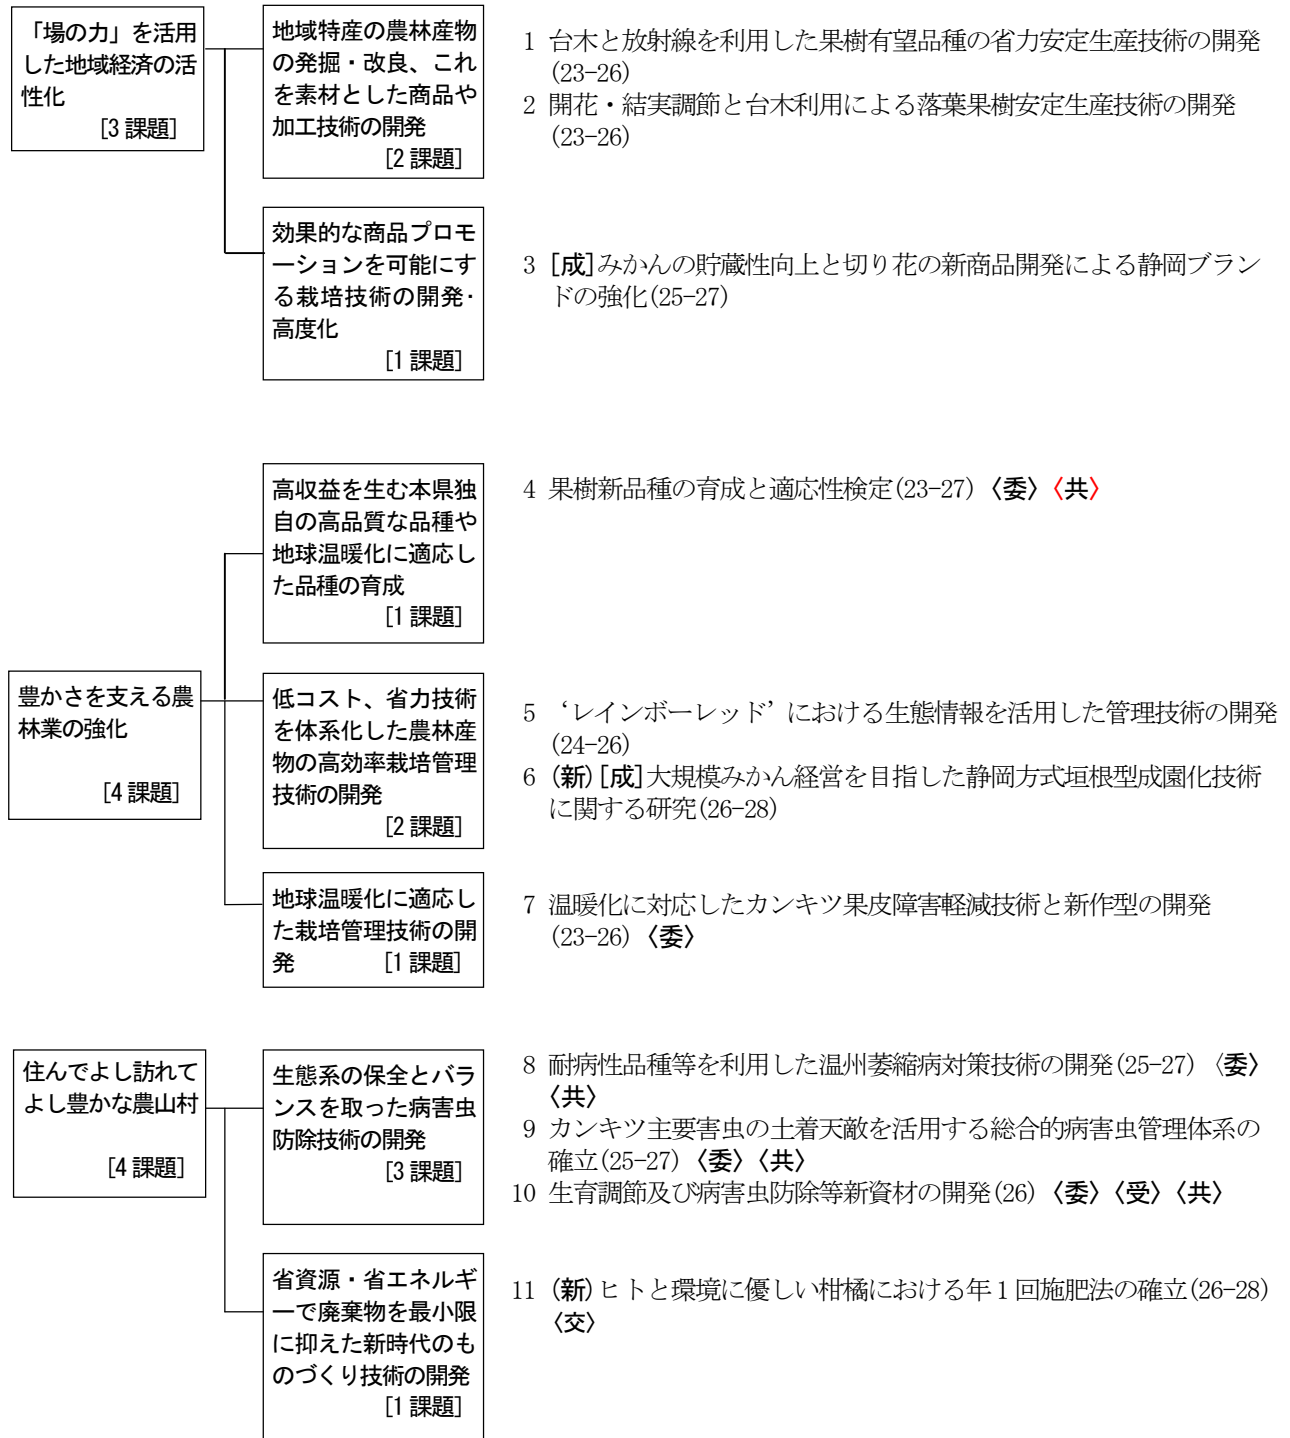 「場の力」を活用
した地域経済の活
性化
[3 課題]
地域特産の農林産物
の発掘・改良、これ
を素材とした商品や
加工技術の開発
[2 課題]
1 台木と放射線を利用した果樹有望品種の省力安定生産技術の開発
(23-26)
2 開花・結実調節と台木利用による落葉果樹安定生産技術の開発
(23-26)
効果的な商品プロモ
ーションを可能にす
る栽培技術の開発・
高度化
[1 課題]
3 [成]みかんの貯蔵性向上と切り花の新商品開発による静岡ブラン
ドの強化(25-27)
豊かさを支える農
林業の強化
[4 課題]
高収益を生む本県独
自の高品質な品種や
地球温暖化に適応し
た品種の育成
[1 課題]
4 果樹新品種の育成と適応性検定(23-27)〈委〉〈共〉
低コスト、省力技術
を体系化した農林産
物の高効率栽培管理
技術の開発
[2 課題]
5 ‘レインボーレッド’における生態情報を活用した管理技術の開発
(24-26)
6 (新)[成]大規模みかん経営を目指した静岡方式垣根型成園化技術
に関する研究(26-28)
地球温暖化に適応し
た栽培管理技術の開
発 [1 課題]
7 温暖化に対応したカンキツ果皮障害軽減技術と新作型の開発
(23-26)〈委〉
住んでよし訪れて
よし豊かな農山村
[4 課題]
生態系の保全とバラ
ンスを取った病害虫
防除技術の開発
[3 課題]
8 耐病性品種等を利用した温州萎縮病対策技術の開発(25-27)〈委〉
〈共〉
9 カンキツ主要害虫の土着天敵を活用する総合的病害虫管理体系の
確立(25-27)〈委〉〈共〉
10 生育調節及び病害虫防除等新資材の開発(26)〈委〉〈受〉〈共〉
省資源・省エネルギ
ーで廃棄物を最小限
に抑えた新時代のも
のづくり技術の開発
[1 課題]
11 (新)ヒトと環境に優しい柑橘における年１回施肥法の確立(26-28)
〈交〉